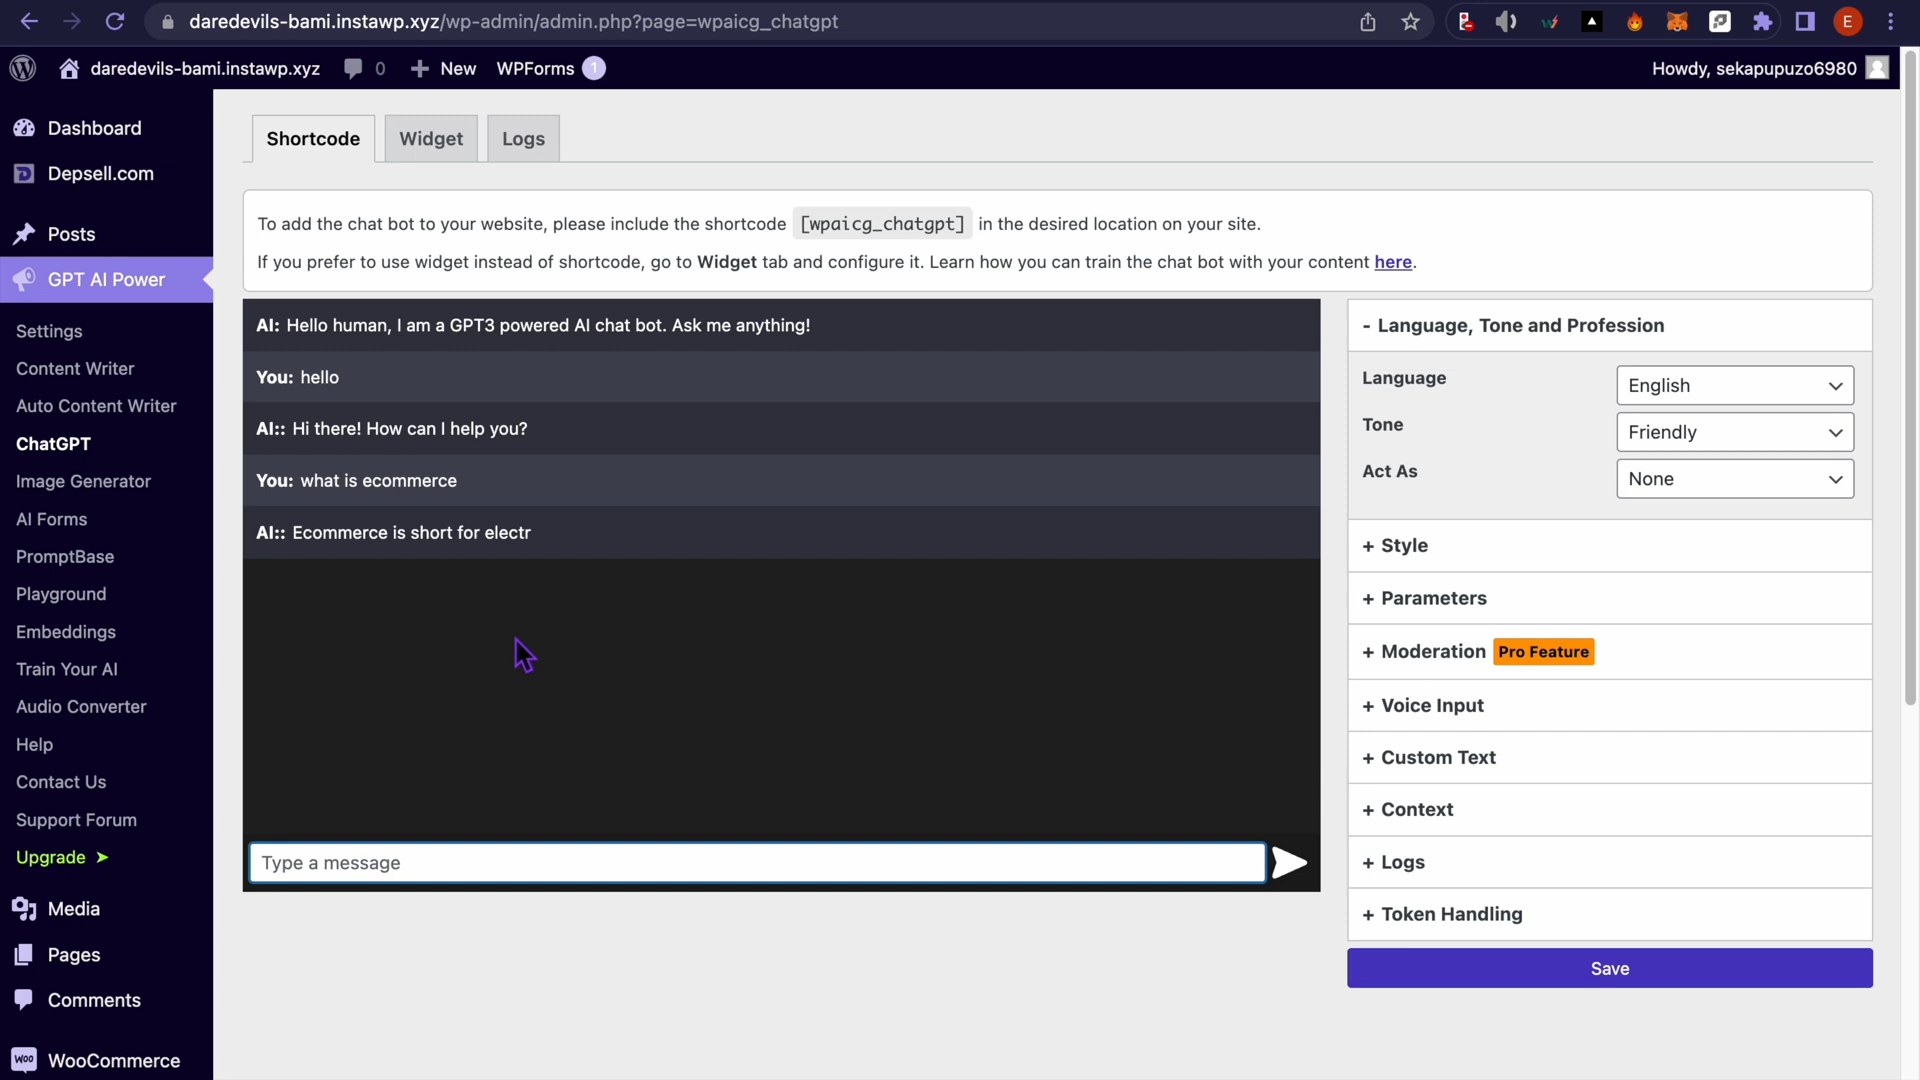 daredevils-bami.instawp.xyz/wp-admin/admin.php?page=wpaicg_chatgpt
E
daredevils-bami.instawp.xyz
0
New
WPForms 1
Howdy, sekapupuzo6980
Dashboard
Depsell.com
Posts
GPT AI Power
Settings
Content Writer
Auto Content Writer
ChatGPT
Image Generator
AI Forms
PromptBase
Playground
Embeddings
Train Your AI
Audio Converter
Help
Contact Us
Support Forum
Upgrade ➤
Media
Pages
Comments
Woo WooCommerce
Shortcode
Widget
Logs
To add the chat bot to your website, please include the shortcode [wpaicg_chatgpt] in the desired location on your site.
If you prefer to use widget instead of shortcode, go to Widget tab and configure it. Learn how you can train the chat bot with your content here.
AI: Hello human, I am a GPT3 powered AI chat bot. Ask me anything!
You: hello
AI:: Hi there! How can I help you?
You: what is ecommerce
AI:: Ecommerce is short for electr
Type a message
- Language, Tone and Profession
Language English
Tone Friendly
Act As None
+ Style
+ Parameters
+ Moderation Pro Feature
+ Voice Input
+ Custom Text
+ Context
+ Logs
+ Token Handling
Save